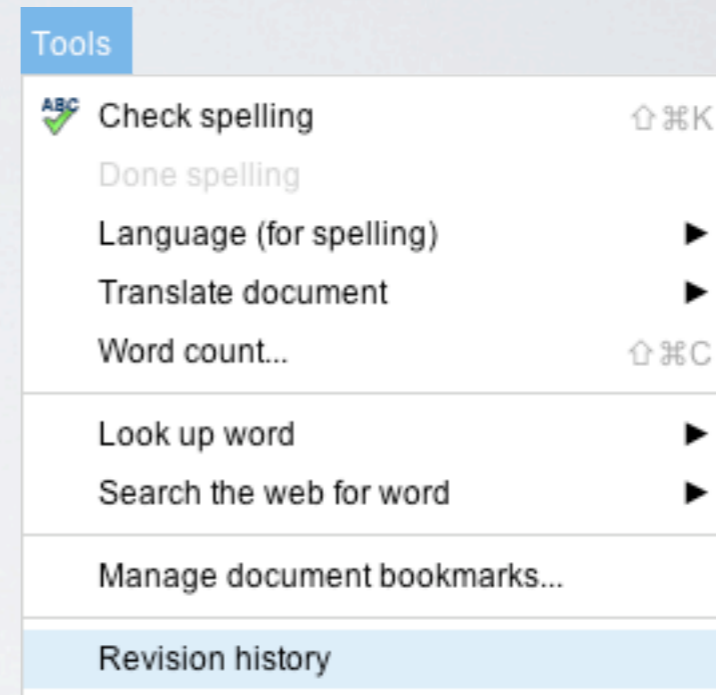 Tools
ABC Check spelling ⇧⌘K
Done spelling
Language (for spelling) ►
Translate document ►
Word count... ⇧⌘C
Look up word ►
Search the web for word ►
Manage document bookmarks...
Revision history